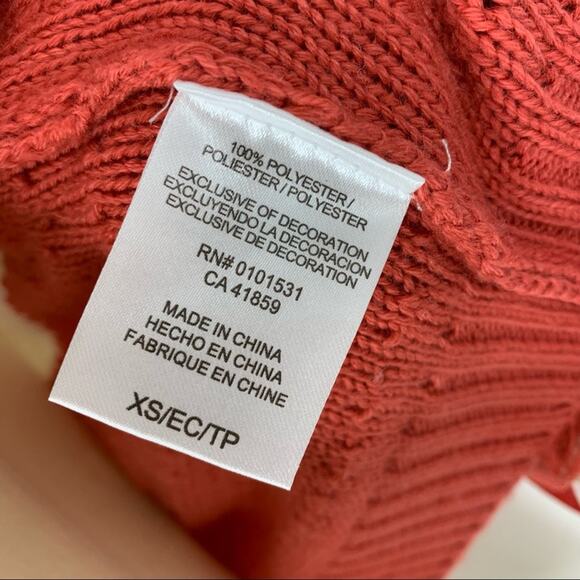 100% POLYESTER/
POLIESTER / POLYESTER
EXCLUSIVE OF DECORATION
EXCLUYENDO LA DECORACION
EXCLUSIVE DE DECORATION
RN# 0101531
CA 41859
MADE IN CHINA
HECHO EN CHINA
FABRIQUE EN CHINE
XS/EC/TP